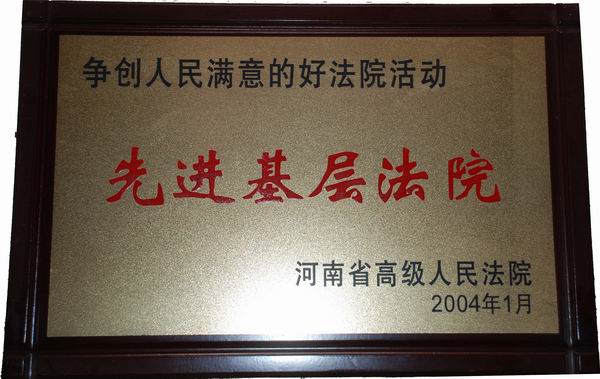 争创人民满意的好法院活动
先进基层法院
河南省高级人民法院
2004年1月